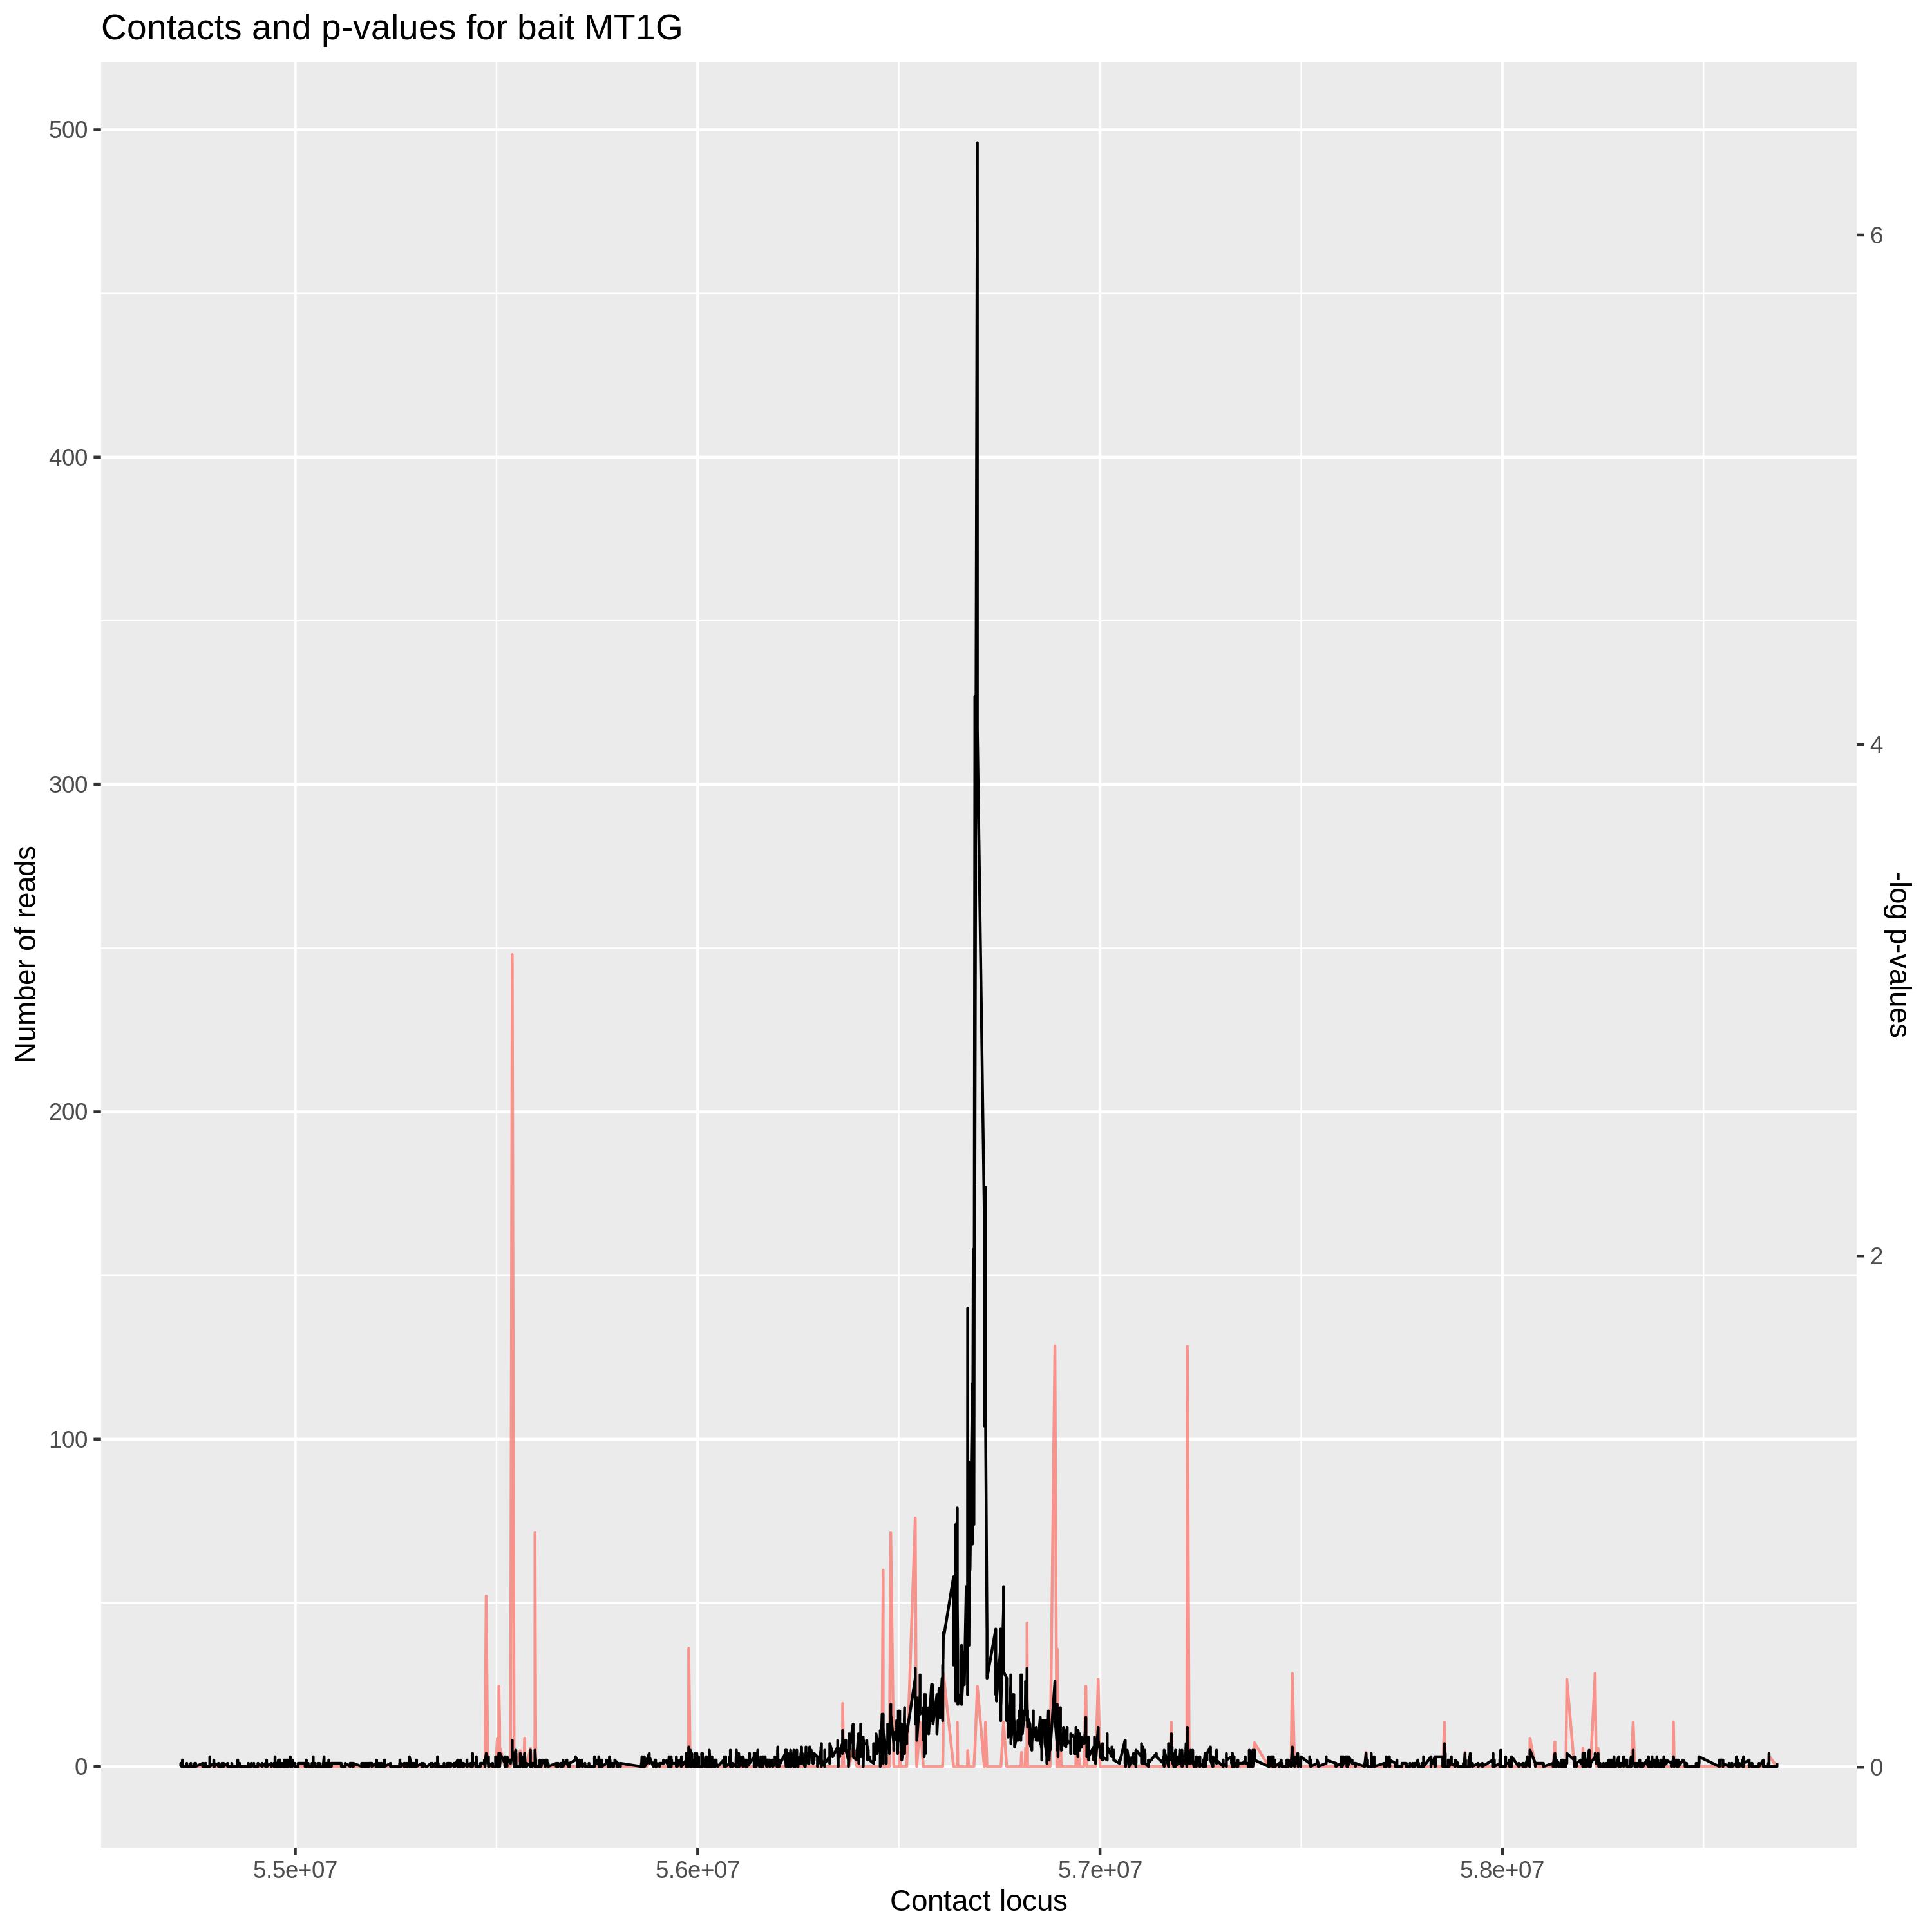 Contacts and p-values for bait MT1G
500
400
300
200
100
0
Number of reads
6
4
2
0
-log p-values
5.5e+07
5.6e+07
5.7e+07
5.8e+07
Contact locus